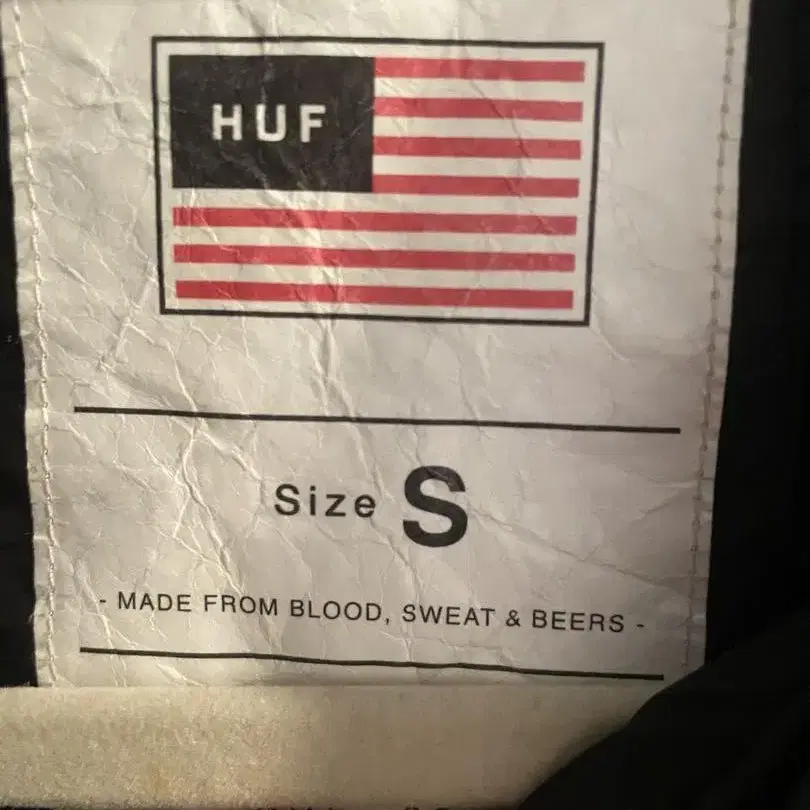 HUF
Size S
- MADE FROM BLOOD, SWEAT & BEERS -